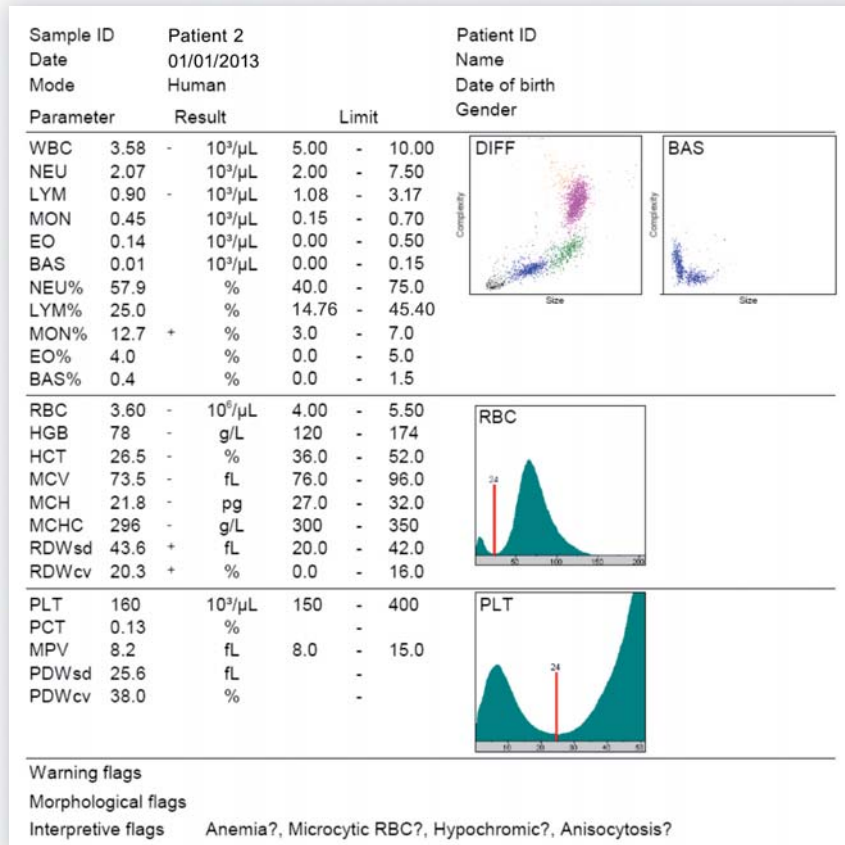 Sample ID Patient 2 Patient ID
Date 01/01/2013 Name
Mode Human Date of birth
Gender
Parameter Result Limit
WBC 3.58 - 10³/µL 5.00 - 10.00
NEU 2.07 10³/µL 2.00 - 7.50
LYM 0.90 - 10³/µL 1.08 - 3.17
MON 0.45 10³/µL 0.15 - 0.70
EO 0.14 10³/µL 0.00 - 0.50
BAS 0.01 10³/µL 0.00 - 0.15
NEU% 57.9 % 40.0 - 75.0
LYM% 25.0 % 14.76 - 45.40
MON% 12.7 + % 3.0 - 7.0
EO% 4.0 % 0.0 - 5.0
BAS% 0.4 % 0.0 - 1.5
DIFF
Complexity
Size
BAS
Complexity
Size
RBC 3.60 - 10⁶/µL 4.00 - 5.50
HGB 78 - g/L 120 - 174
HCT 26.5 - % 36.0 - 52.0
MCV 73.5 - fL 76.0 - 96.0
MCH 21.8 - pg 27.0 - 32.0
MCHC 296 - g/L 300 - 350
RDWsd 43.6 + fL 20.0 - 42.0
RDWcv 20.3 + % 0.0 - 16.0
RBC
24
50 100 150 200
PLT 160 10³/µL 150 - 400
PCT 0.13 % -
MPV 8.2 fL 8.0 - 15.0
PDWsd 25.6 fL -
PDWcv 38.0 % -
PLT
24
10 20 30 40 50
Warning flags
Morphological flags
Interpretive flags Anemia?, Microcytic RBC?, Hypochromic?, Anisocytosis?